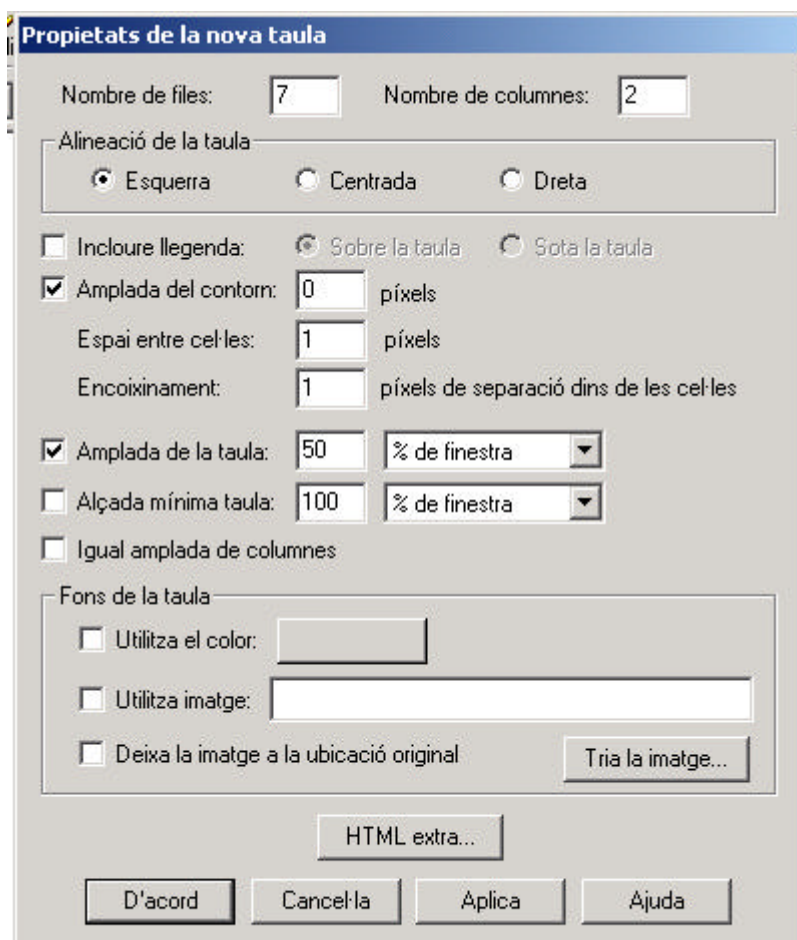 Propietats de la nova taula
Nombre de files: 7 Nombre de columnes: 2
Alineació de la taula
Esquerra Centrada Dreta
Incloure llegenda: Sobre la taula Sota la taula
Amplada del contorn: 0 píxels
Espai entre cel·les: 1 píxels
Encoixinament: 1 píxels de separació dins de les cel·les
Amplada de la taula: 50 % de finestra
Alçada mínima taula: 100 % de finestra
Igual amplada de columnes
Fons de la taula
Utilitza el color:
Utilitza imatge:
Deixa la imatge a la ubicació original Tria la imatge...
HTML extra...
D'acord Cancel·la Aplica Ajuda